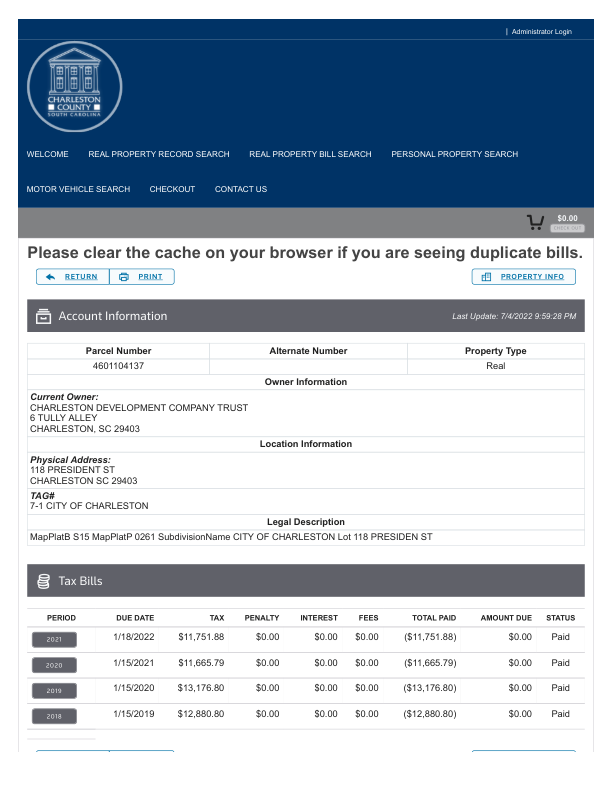 | Administrator Login
CHARLESTON
COUNTY
SOUTH CAROLINA
WELCOME REAL PROPERTY RECORD SEARCH REAL PROPERTY BILL SEARCH PERSONAL PROPERTY SEARCH
MOTOR VEHICLE SEARCH CHECKOUT CONTACT US
$0.00
CHECK OUT
Please clear the cache on your browser if you are seeing duplicate bills.
RETURN PRINT PROPERTY INFO
Account Information Last Update: 7/4/2022 9:59:28 PM
Parcel Number Alternate Number Property Type
4601104137 Real
Owner Information
Current Owner:
CHARLESTON DEVELOPMENT COMPANY TRUST
6 TULLY ALLEY
CHARLESTON, SC 29403
Location Information
Physical Address:
118 PRESIDENT ST
CHARLESTON SC 29403
TAG#
7-1 CITY OF CHARLESTON
Legal Description
MapPlatB S15 MapPlatP 0261 SubdivisionName CITY OF CHARLESTON Lot 118 PRESIDEN ST
Tax Bills
PERIOD DUE DATE TAX PENALTY INTEREST FEES TOTAL PAID AMOUNT DUE STATUS
2021 1/18/2022 $11,751.88 $0.00 $0.00 $0.00 ($11,751.88) $0.00 Paid
2020 1/15/2021 $11,665.79 $0.00 $0.00 $0.00 ($11,665.79) $0.00 Paid
2019 1/15/2020 $13,176.80 $0.00 $0.00 $0.00 ($13,176.80) $0.00 Paid
2018 1/15/2019 $12,880.80 $0.00 $0.00 $0.00 ($12,880.80) $0.00 Paid